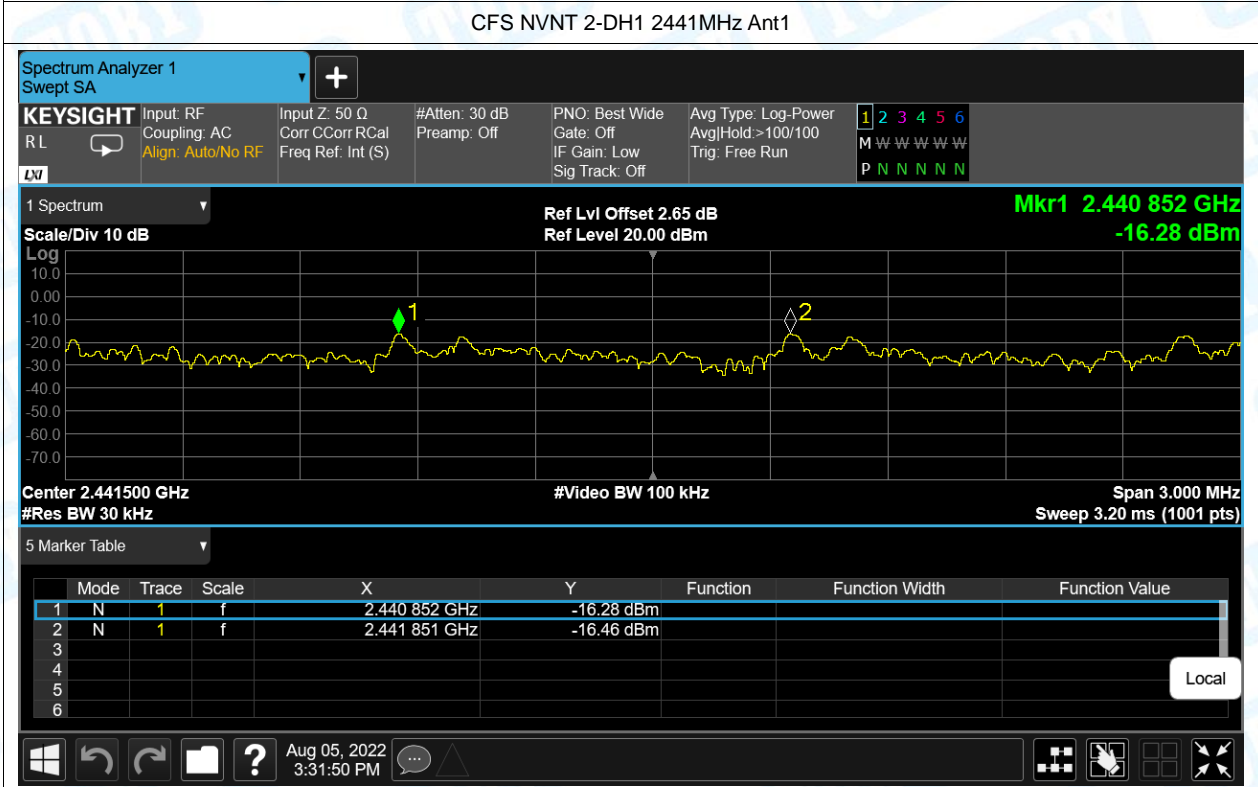 CFS NVNT 2-DH1 2441MHz Ant1
Spectrum Analyzer 1
Swept SA
KEYSIGHT
RL
LXI
Input: RF
Coupling: AC
Align: Auto/No RF
Input Z: 50 Ω
Corr CCorr RCal
Freq Ref: Int (S)
#Atten: 30 dB
Preamp: Off
PNO: Best Wide
Gate: Off
IF Gain: Low
Sig Track: Off
Avg Type: Log-Power
Avg|Hold:>100/100
Trig: Free Run
1 2 3 4 5 6
M W W W W W
P N N N N N
1 Spectrum
Scale/Div 10 dB
Ref Lvl Offset 2.65 dB
Ref Level 20.00 dBm
Mkr1 2.440 852 GHz
-16.28 dBm
Log
10.0
0.00
-10.0
-20.0
-30.0
-40.0
-50.0
-60.0
-70.0
1
2
Center 2.441500 GHz
#Res BW 30 kHz
#Video BW 100 kHz
Span 3.000 MHz
Sweep 3.20 ms (1001 pts)
5 Marker Table
Mode Trace Scale X Y Function Function Width Function Value
1 N 1 f 2.440 852 GHz -16.28 dBm
2 N 1 f 2.441 851 GHz -16.46 dBm
3
4
5
6
Local
?
Aug 05, 2022
3:31:50 PM